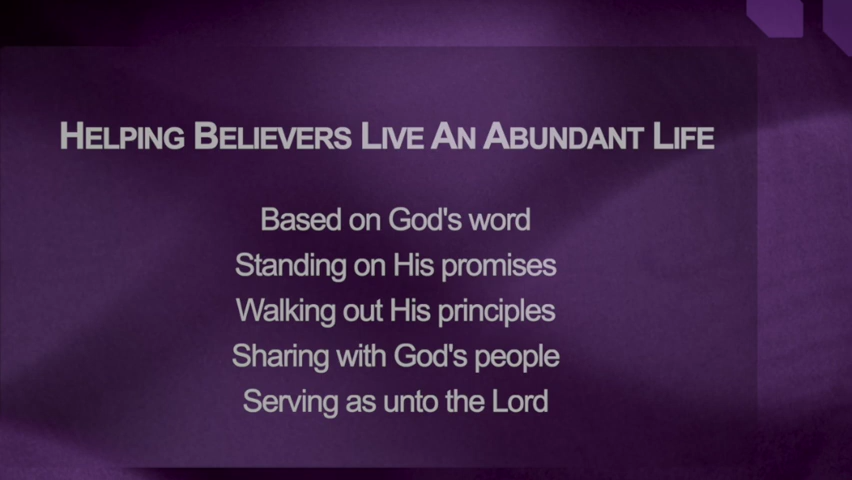 HELPING BELIEVERS LIVE AN ABUNDANT LIFE
Based on God's word
Standing on His promises
Walking out His principles
Sharing with God's people
Serving as unto the Lord